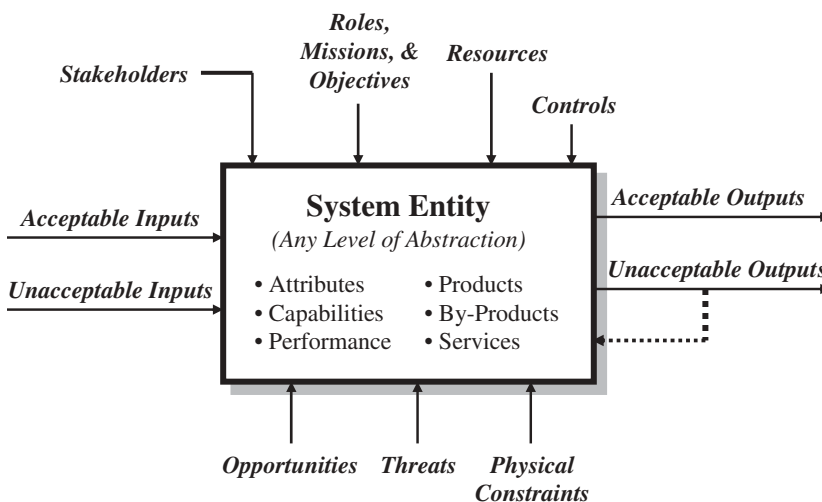 Roles,
Missions, &
Objectives
Stakeholders
Resources
Controls
Acceptable Inputs
Unacceptable Inputs
System Entity
(Any Level of Abstraction)
• Attributes
• Capabilities
• Performance
• Products
• By-Products
• Services
Acceptable Outputs
Unacceptable Outputs
Opportunities
Threats
Physical
Constraints